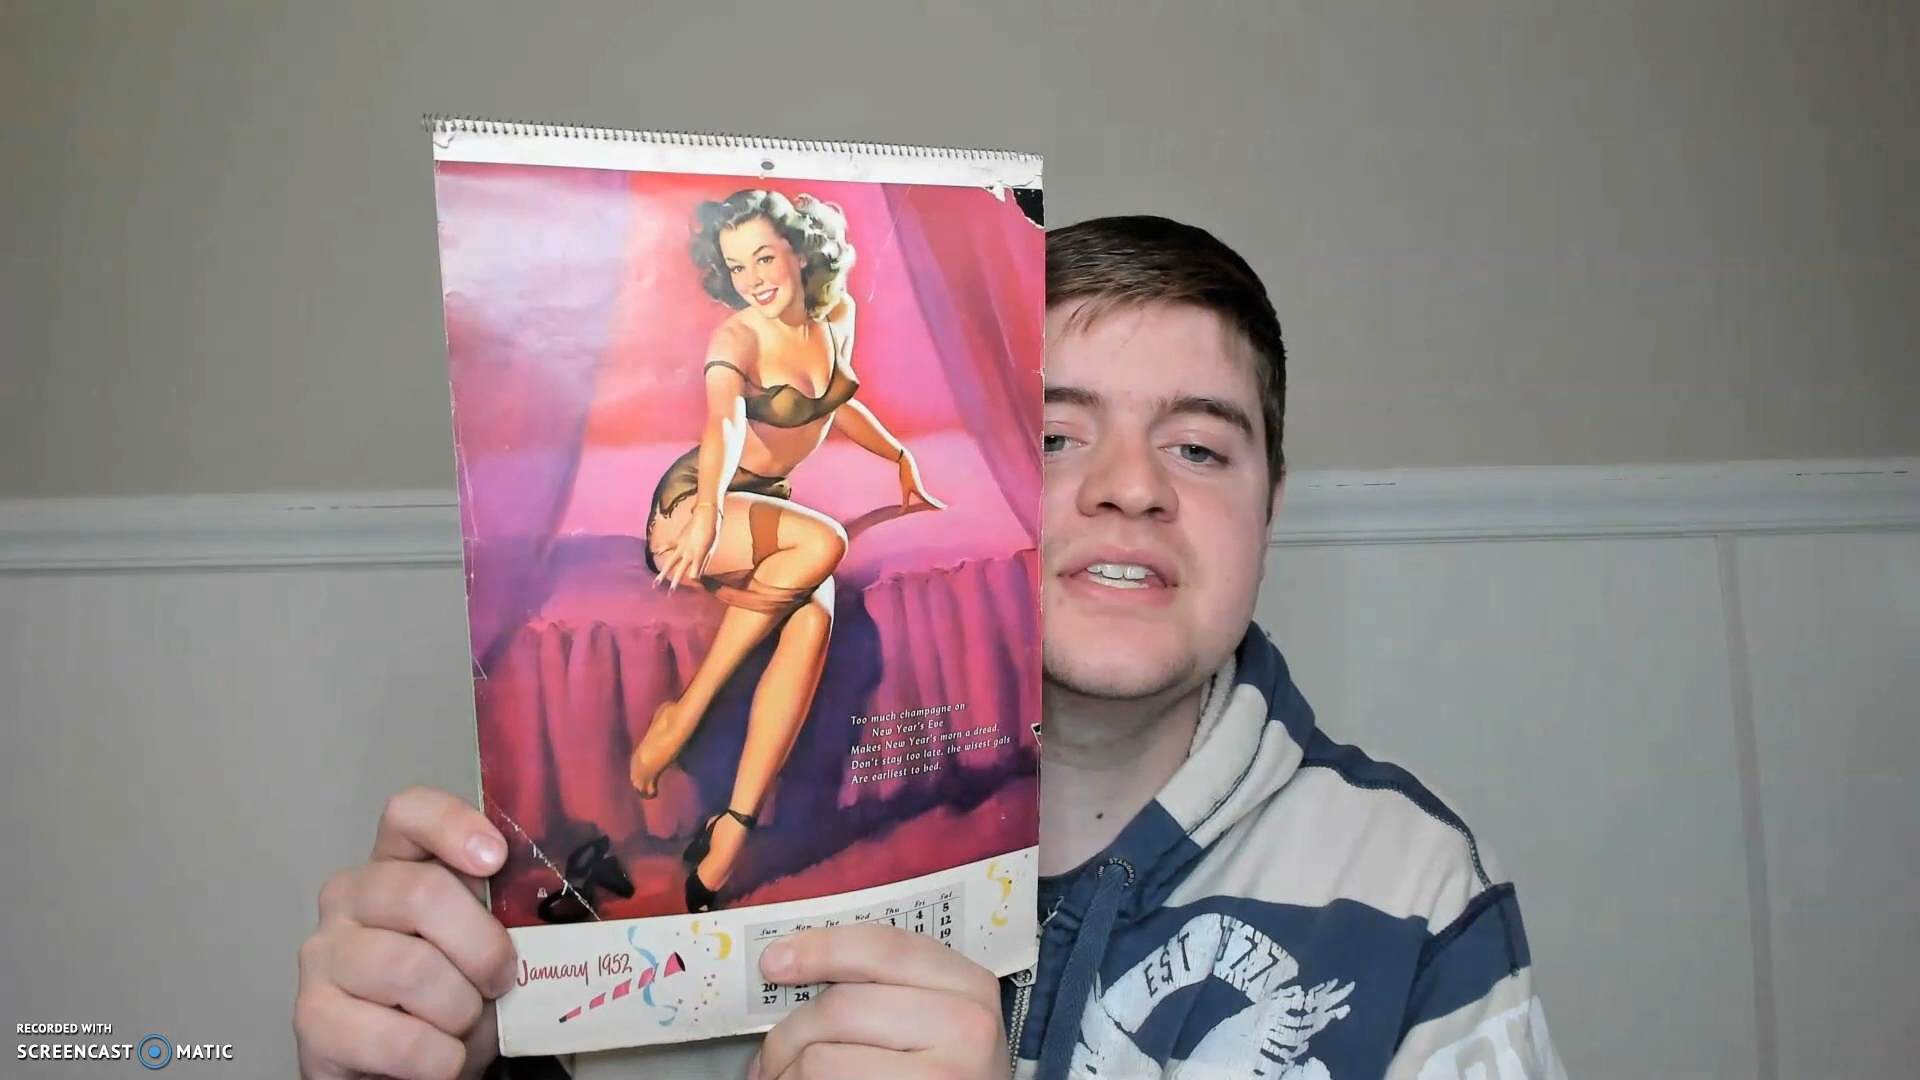 Too much champagne on
New Year's Eve
Makes New Year's morn a dread.
Don't stay too late, the wisest gals
Are earliest to bed.
January 1952
Sun Mon Tue Wed Thu Fri Sat
3 4 5
11 12
19
20
27 28
EST
RECORDED WITH
SCREENCAST MATIC